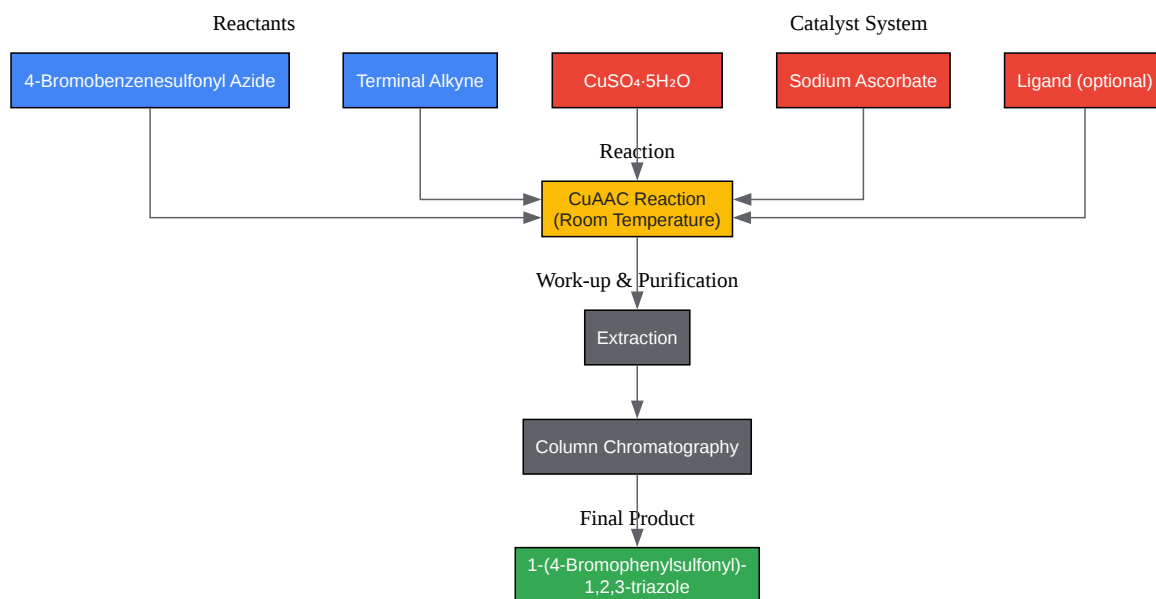 Reactants
Catalyst System
4-Bromobenzenesulfonyl Azide
Terminal Alkyne
CuSO₄·5H₂O
Sodium Ascorbate
Ligand (optional)
Reaction
CuAAC Reaction
(Room Temperature)
Work-up & Purification
Extraction
Column Chromatography
Final Product
1-(4-Bromophenylsulfonyl)-
1,2,3-triazole